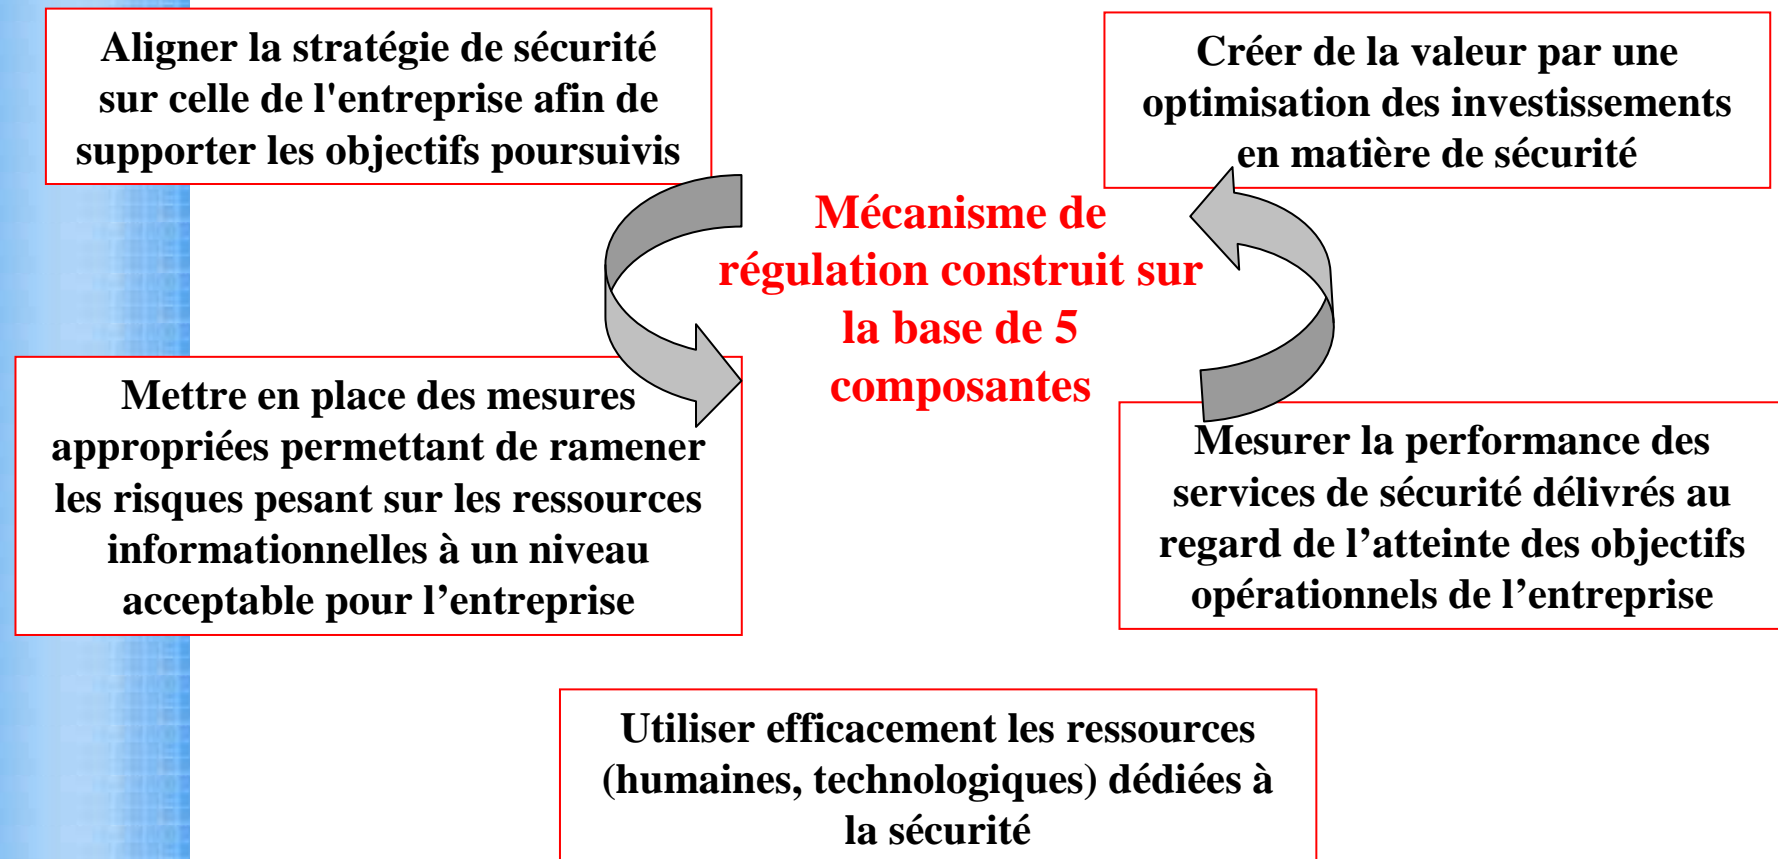 Aligner la stratégie de sécurité
sur celle de l'entreprise afin de
supporter les objectifs poursuivis
Créer de la valeur par une
optimisation des investissements
en matière de sécurité
Mécanisme de
régulation construit sur
la base de 5
composantes
Mettre en place des mesures
appropriées permettant de ramener
les risques pesant sur les ressources
informationnelles à un niveau
acceptable pour l’entreprise
Mesurer la performance des
services de sécurité délivrés au
regard de l’atteinte des objectifs
opérationnels de l’entreprise
Utiliser efficacement les ressources
(humaines, technologiques) dédiées à
la sécurité